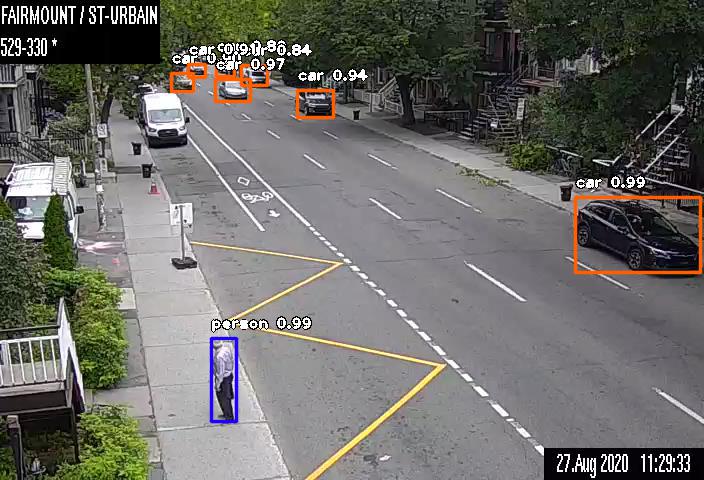 FAIRMOUNT / ST-URBAIN
529-330 *
car 0.84
car 0.97
car 0.94
car 0.99
person 0.99
27.Aug 2020 11:29:33